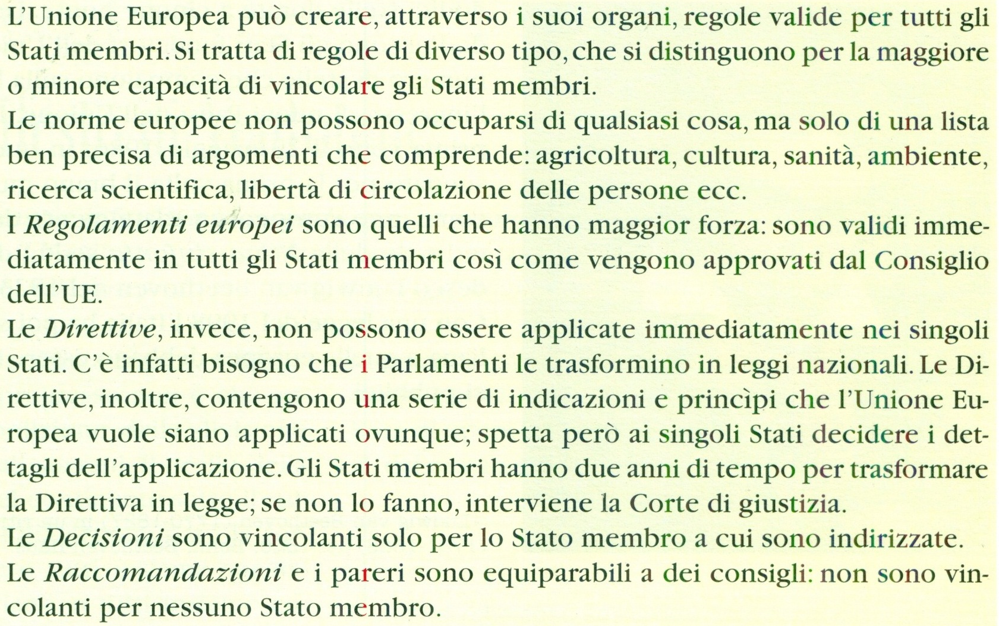 L’Unione Europea può creare, attraverso i suoi organi, regole valide per tutti gli
Stati membri. Si tratta di regole di diverso tipo, che si distinguono per la maggiore
o minore capacità di vincolare gli Stati membri.
Le norme europee non possono occuparsi di qualsiasi cosa, ma solo di una lista
ben precisa di argomenti che comprende: agricoltura, cultura, sanità, ambiente,
ricerca scientifica, libertà di circolazione delle persone ecc.
I Regolamenti europei sono quelli che hanno maggior forza: sono validi imme-
diatamente in tutti gli Stati membri così come vengono approvati dal Consiglio
dell’UE.
Le Direttive, invece, non possono essere applicate immediatamente nei singoli
Stati. C’è infatti bisogno che i Parlamenti le trasformino in leggi nazionali. Le Di-
rettive, inoltre, contengono una serie di indicazioni e princìpi che l’Unione Eu-
ropea vuole siano applicati ovunque; spetta però ai singoli Stati decidere i det-
tagli dell’applicazione. Gli Stati membri hanno due anni di tempo per trasformare
la Direttiva in legge; se non lo fanno, interviene la Corte di giustizia.
Le Decisioni sono vincolanti solo per lo Stato membro a cui sono indirizzate.
Le Raccomandazioni e i pareri sono equiparabili a dei consigli: non sono vin-
colanti per nessuno Stato membro.